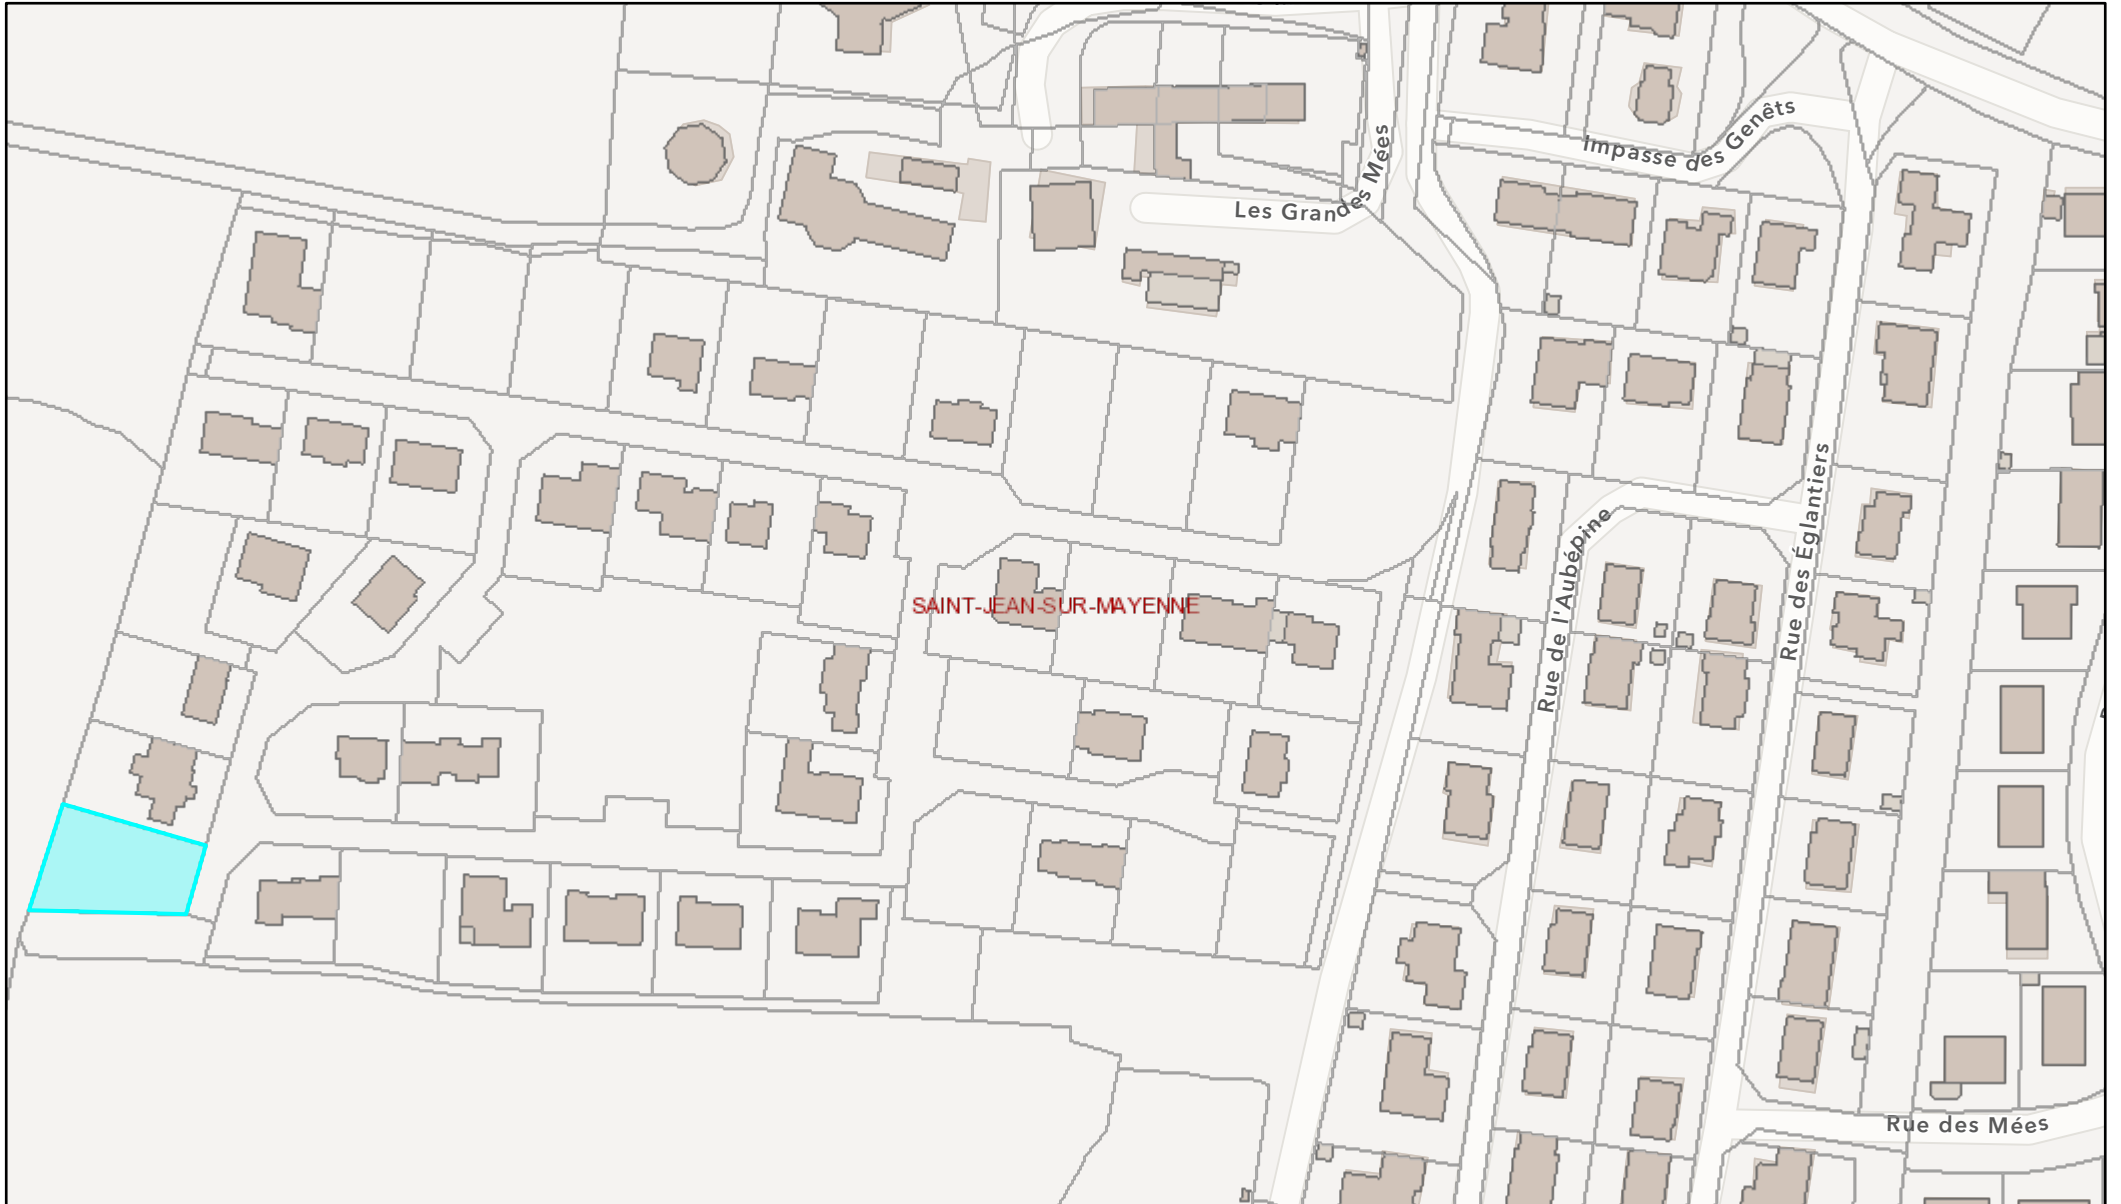 Impasse des Genêts
Les Grandes Mées
Rue des Églantiers
Rue de l'Aubépine
SAINT-JEAN-SUR-MAYENNE
Rue des Mées